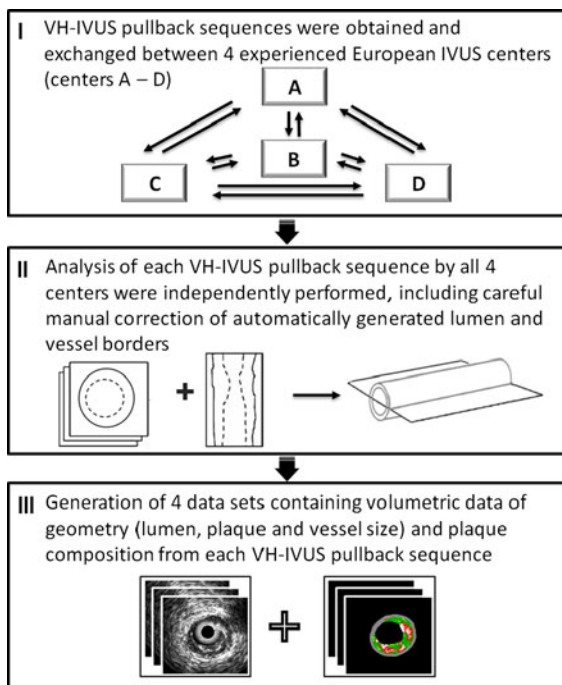 I VH-IVUS pullback sequences were obtained and
exchanged between 4 experienced European IVUS centers
(centers A – D)
A
B
C
D
II Analysis of each VH-IVUS pullback sequence by all 4
centers were independently performed, including careful
manual correction of automatically generated lumen and
vessel borders
III Generation of 4 data sets containing volumetric data of
geometry (lumen, plaque and vessel size) and plaque
composition from each VH-IVUS pullback sequence